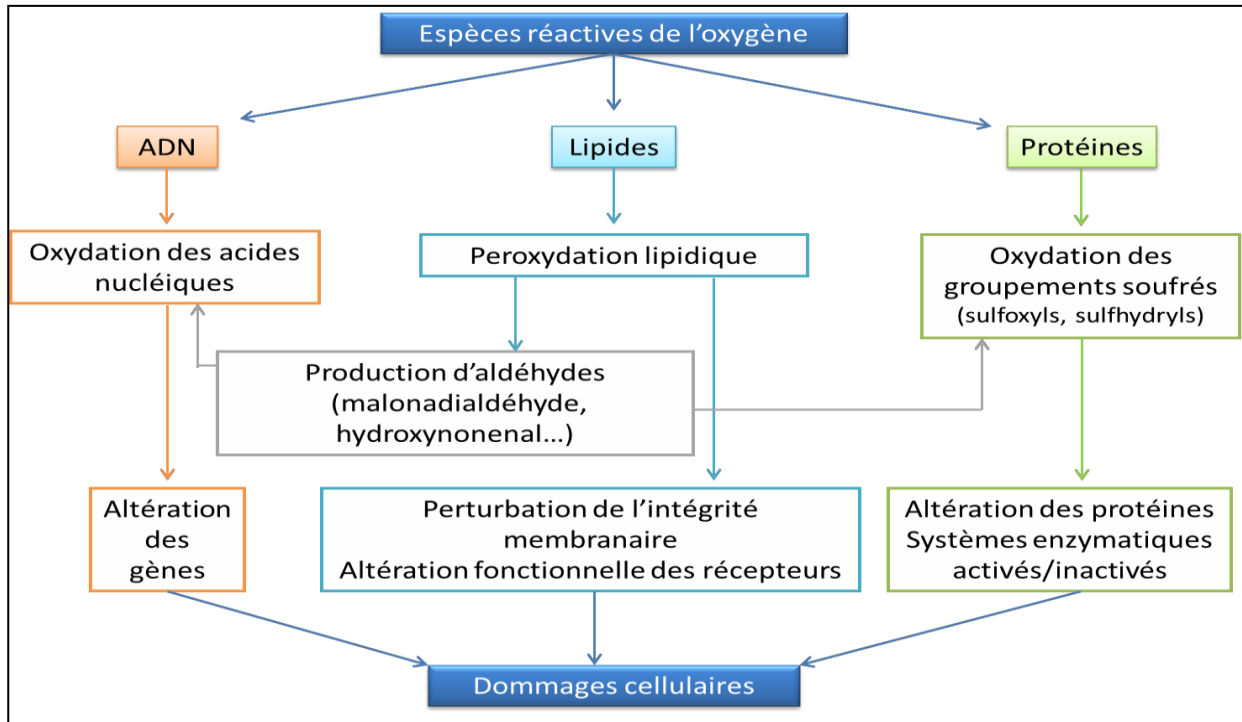 Espèces réactives de l'oxygène
ADN
Lipides
Protéines
Oxydation des acides
nucléiques
Peroxydation lipidique
Oxydation des
groupements soufrés
(sulfoxyls, sulfhydryls)
Production d'aldéhydes
(malonadialdéhyde,
hydroxynonenal...)
Altération
des
gènes
Perturbation de l'intégrité
membranaire
Altération fonctionnelle des récepteurs
Altération des protéines
Systèmes enzymatiques
activés/inactivés
Dommages cellulaires